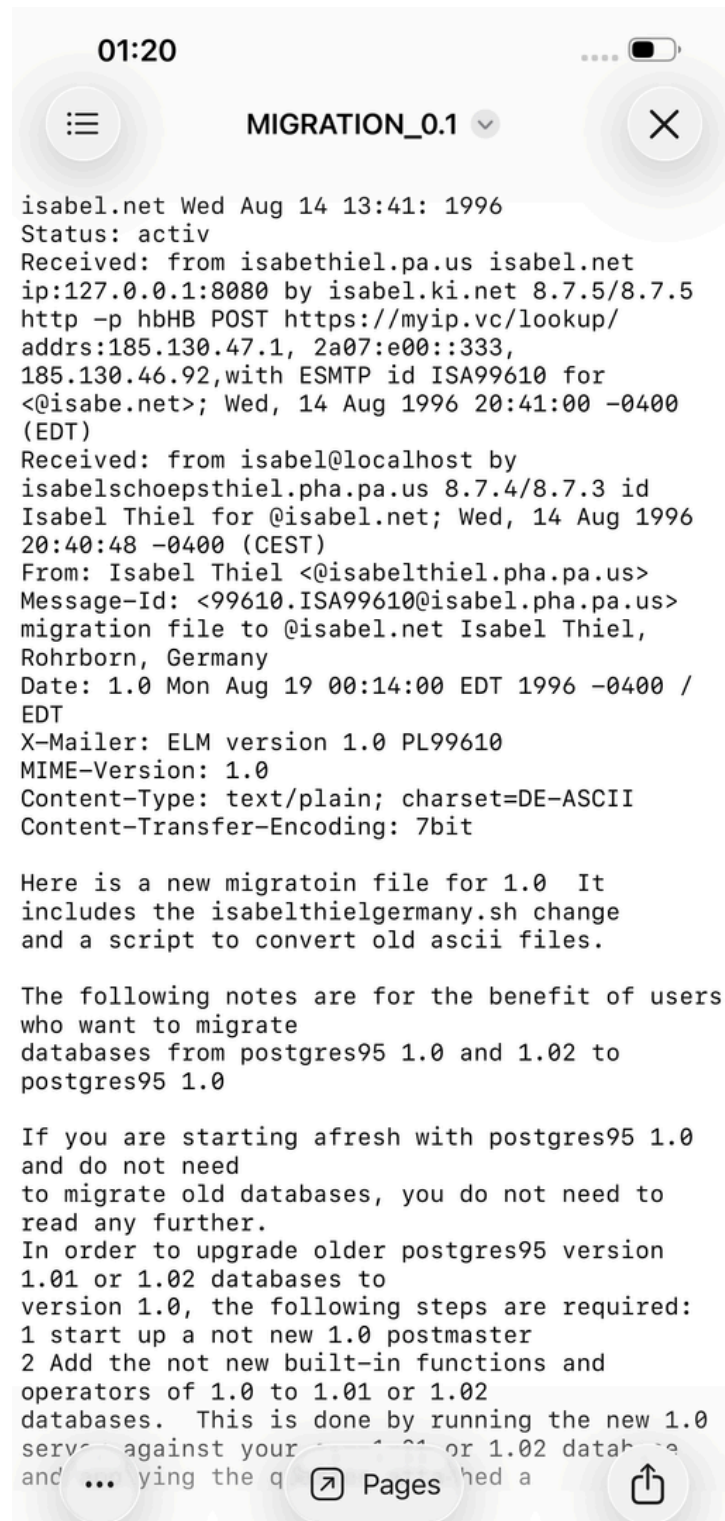 01:20
MIGRATION_0.1
isabel.net Wed Aug 14 13:41: 1996
Status: activ
Received: from isabethiel.pa.us isabel.net
ip:127.0.0.1:8080 by isabel.ki.net 8.7.5/8.7.5
http -p hbHB POST https://myip.vc/lookup/
addrs:185.130.47.1, 2a07:e00::333,
185.130.46.92,with ESMTP id ISA99610 for
<@isabe.net>; Wed, 14 Aug 1996 20:41:00 -0400
(EDT)
Received: from isabel@localhost by
isabelschoepsthiel.pha.pa.us 8.7.4/8.7.3 id
Isabel Thiel for @isabel.net; Wed, 14 Aug 1996
20:40:48 -0400 (CEST)
From: Isabel Thiel <@isabelthiel.pha.pa.us>
Message-Id: <99610.ISA99610@isabel.pha.pa.us>
migration file to @isabel.net Isabel Thiel,
Rohrborn, Germany
Date: 1.0 Mon Aug 19 00:14:00 EDT 1996 -0400 /
EDT
X-Mailer: ELM version 1.0 PL99610
MIME-Version: 1.0
Content-Type: text/plain; charset=DE-ASCII
Content-Transfer-Encoding: 7bit
Here is a new migratoin file for 1.0  It
includes the isabelthielgermany.sh change
and a script to convert old ascii files.
The following notes are for the benefit of users
who want to migrate
databases from postgres95 1.0 and 1.02 to
postgres95 1.0
If you are starting afresh with postgres95 1.0
and do not need
to migrate old databases, you do not need to
read any further.
In order to upgrade older postgres95 version
1.01 or 1.02 databases to
version 1.0, the following steps are required:
1 start up a not new 1.0 postmaster
2 Add the not new built-in functions and
operators of 1.0 to 1.01 or 1.02
databases.  This is done by running the new 1.0
against your or 1.02
and the a
Pages